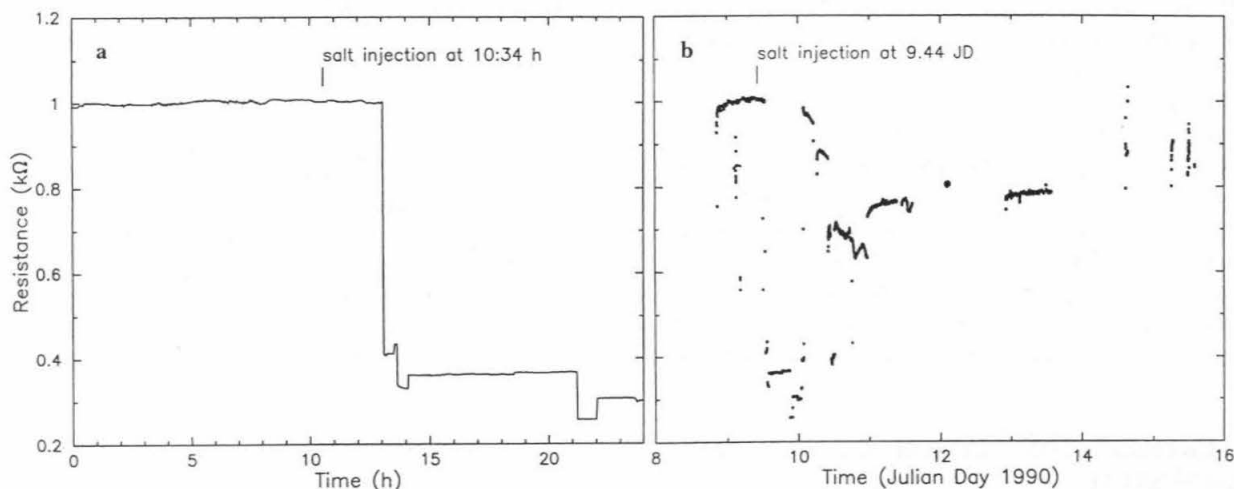 a
salt injection at 10:34 h
1.2
1
0.8
0.6
0.4
0.2
Resistance (kΩ)
0
5
10
15
20
Time (h)
b
salt injection at 9.44 JD
8
10
12
14
16
Time (Julian Day 1990)